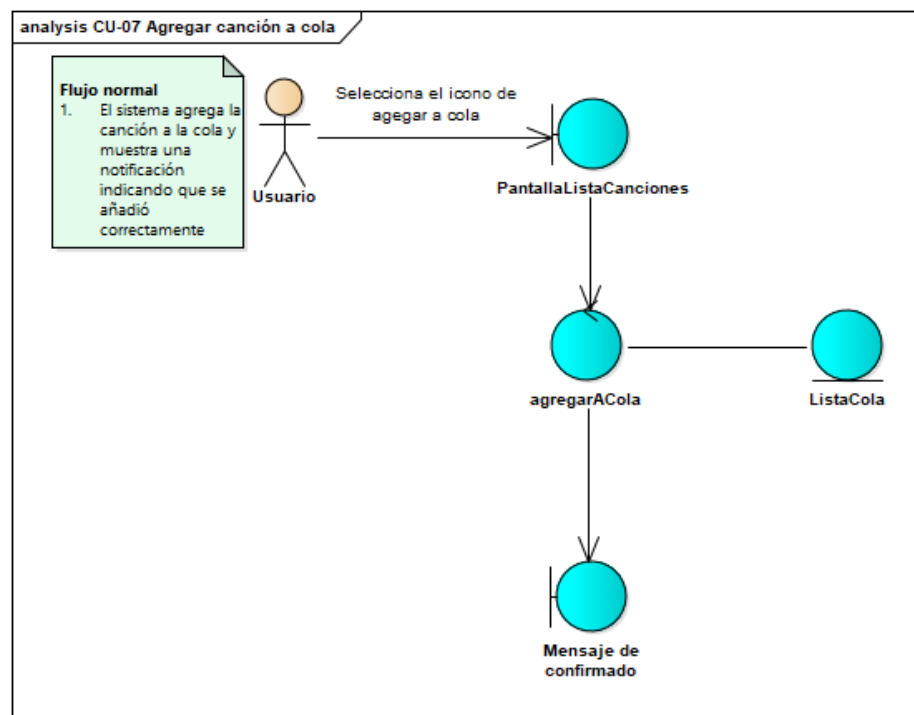 analysis CU-07 Agregar canción a cola
Flujo normal
1. El sistema agrega la
canción a la cola y
muestra una
notificación
indicando que se
añadió
correctamente
Usuario
Selecciona el icono de
agegar a cola
PantallaListaCanciones
agregarACola
ListaCola
Mensaje de
confirmado